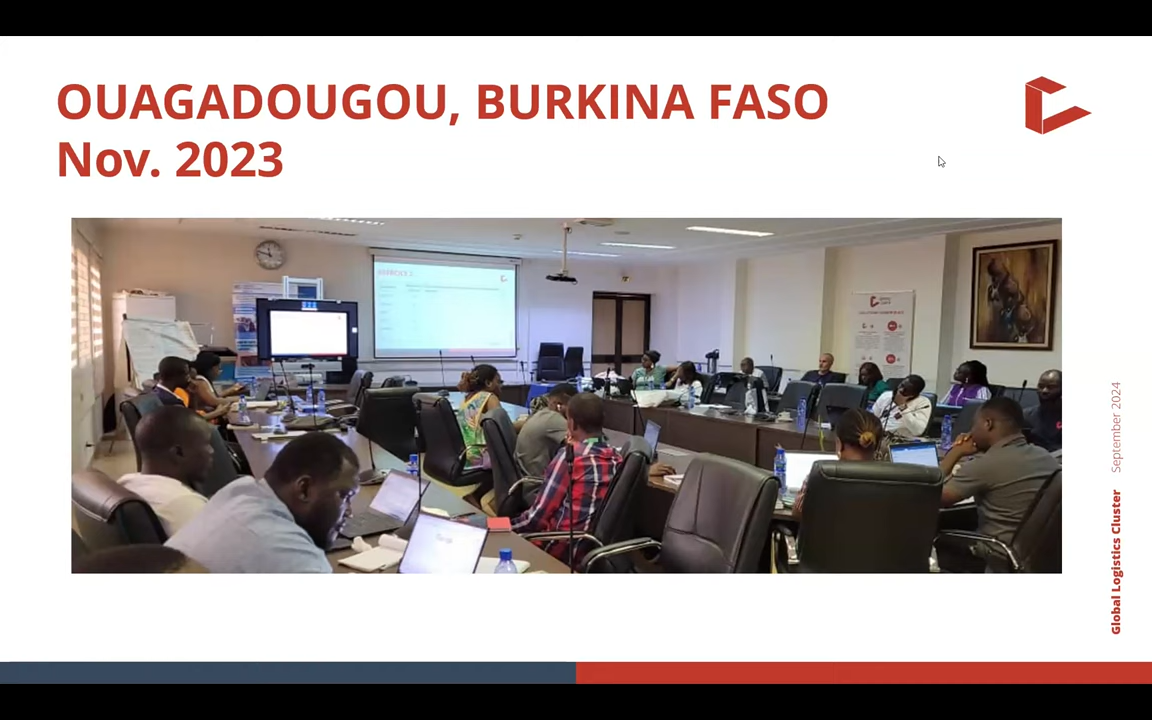 OUAGADOUGOU, BURKINA FASO
Nov. 2023
Global Logistics Cluster
September 2024